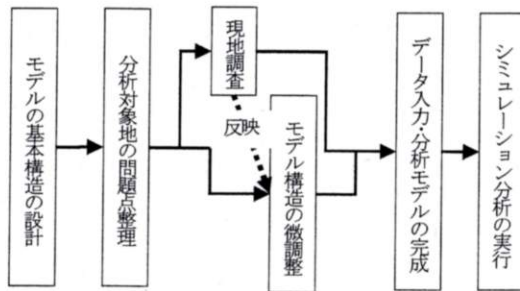 モデルの基本構造の設計
分析対象地の問題点整理
現地調査
反映
モデル構造の微調整
データ入力・分析モデルの完成
シミュレーション分析の実行